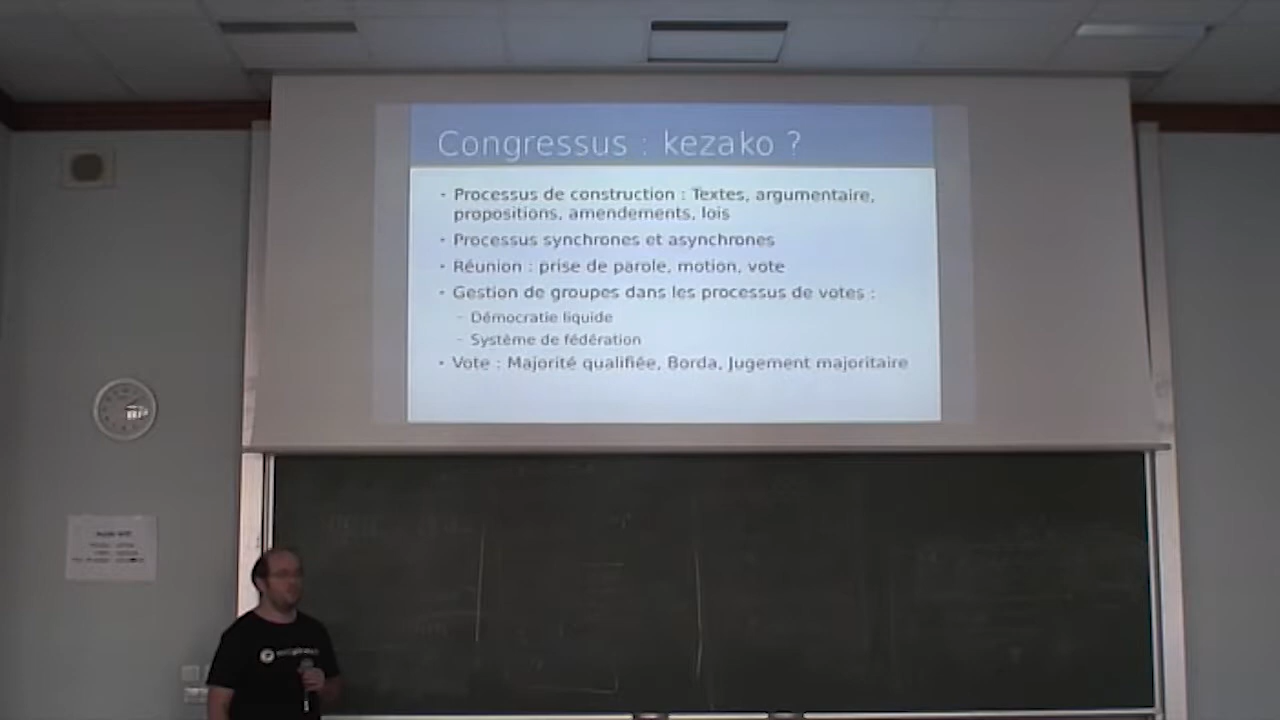 Congressus : kezako ?
- Processus de construction : Textes, argumentaire,
propositions, amendements, lois
- Processus synchrones et asynchrones
- Réunion : prise de parole, motion, vote
- Gestion de groupes dans les processus de votes :
– Démocratie liquide
– Système de fédération
- Vote : Majorité qualifiée, Borda, Jugement majoritaire